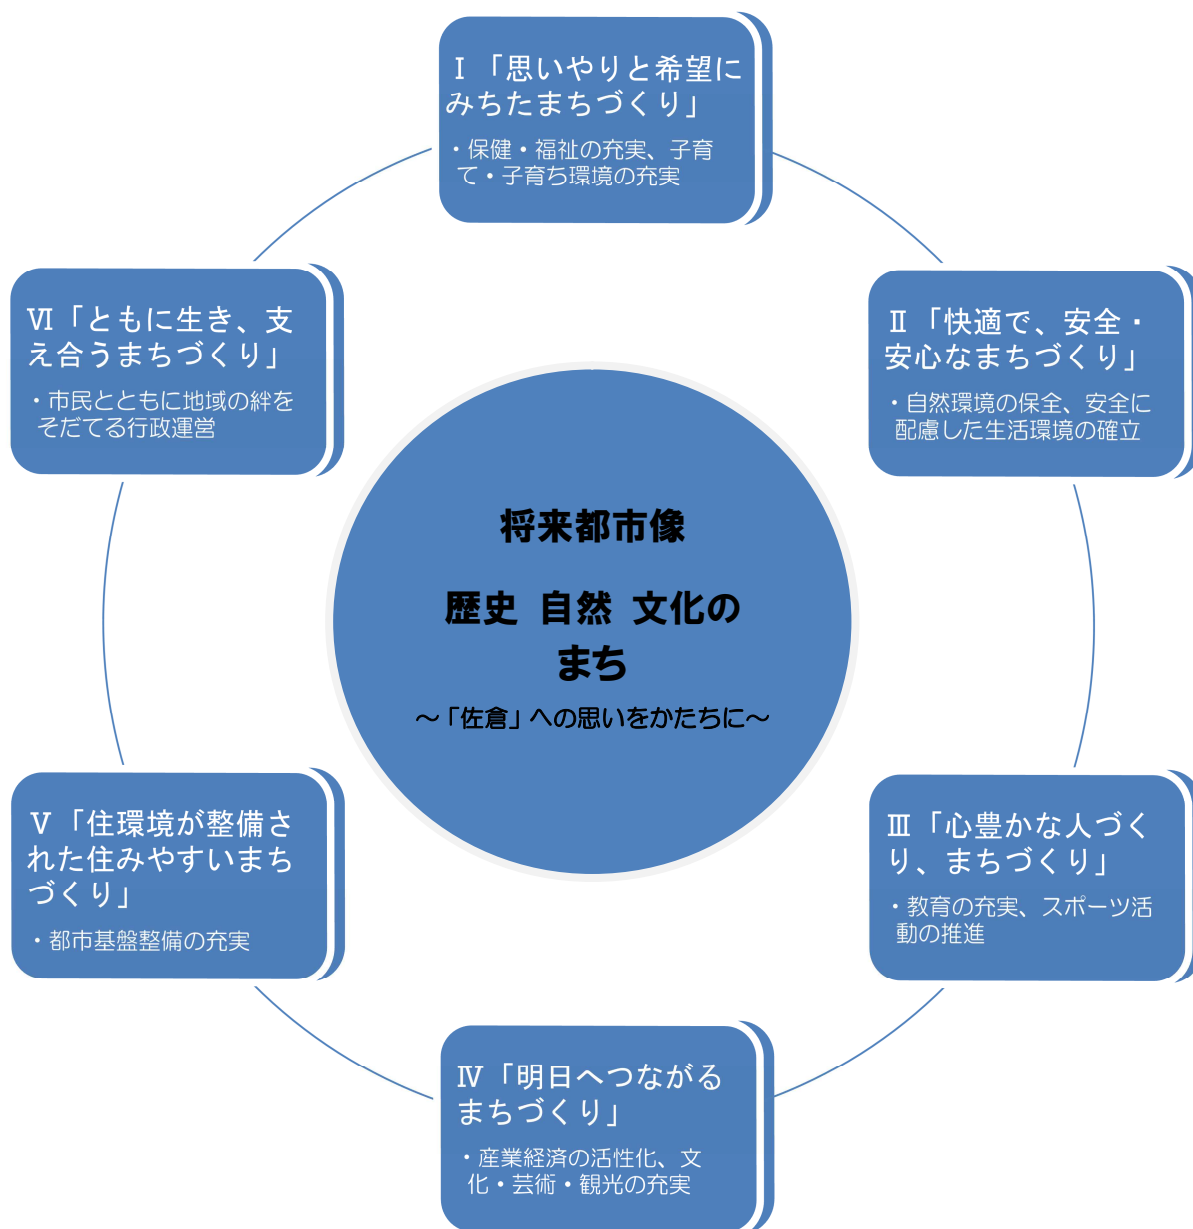 Ⅰ「思いやりと希望に
みちたまちづくり」
・保健・福祉の充実、子育
て・子育ち環境の充実
Ⅱ「快適で、安全・
安心なまちづくり」
・自然環境の保全、安全に
配慮した生活環境の確立
Ⅲ「心豊かな人づく
り、まちづくり」
・教育の充実、スポーツ活
動の推進
Ⅳ「明日へつながる
まちづくり」
・産業経済の活性化、文
化・芸術・観光の充実
Ⅴ「住環境が整備さ
れた住みやすいまち
づくり」
・都市基盤整備の充実
Ⅵ「ともに生き、支
え合うまちづくり」
・市民とともに地域の絆を
そだてる行政運営
将来都市像
歴史 自然 文化の
まち
～「佐倉」への思いをかたちに～